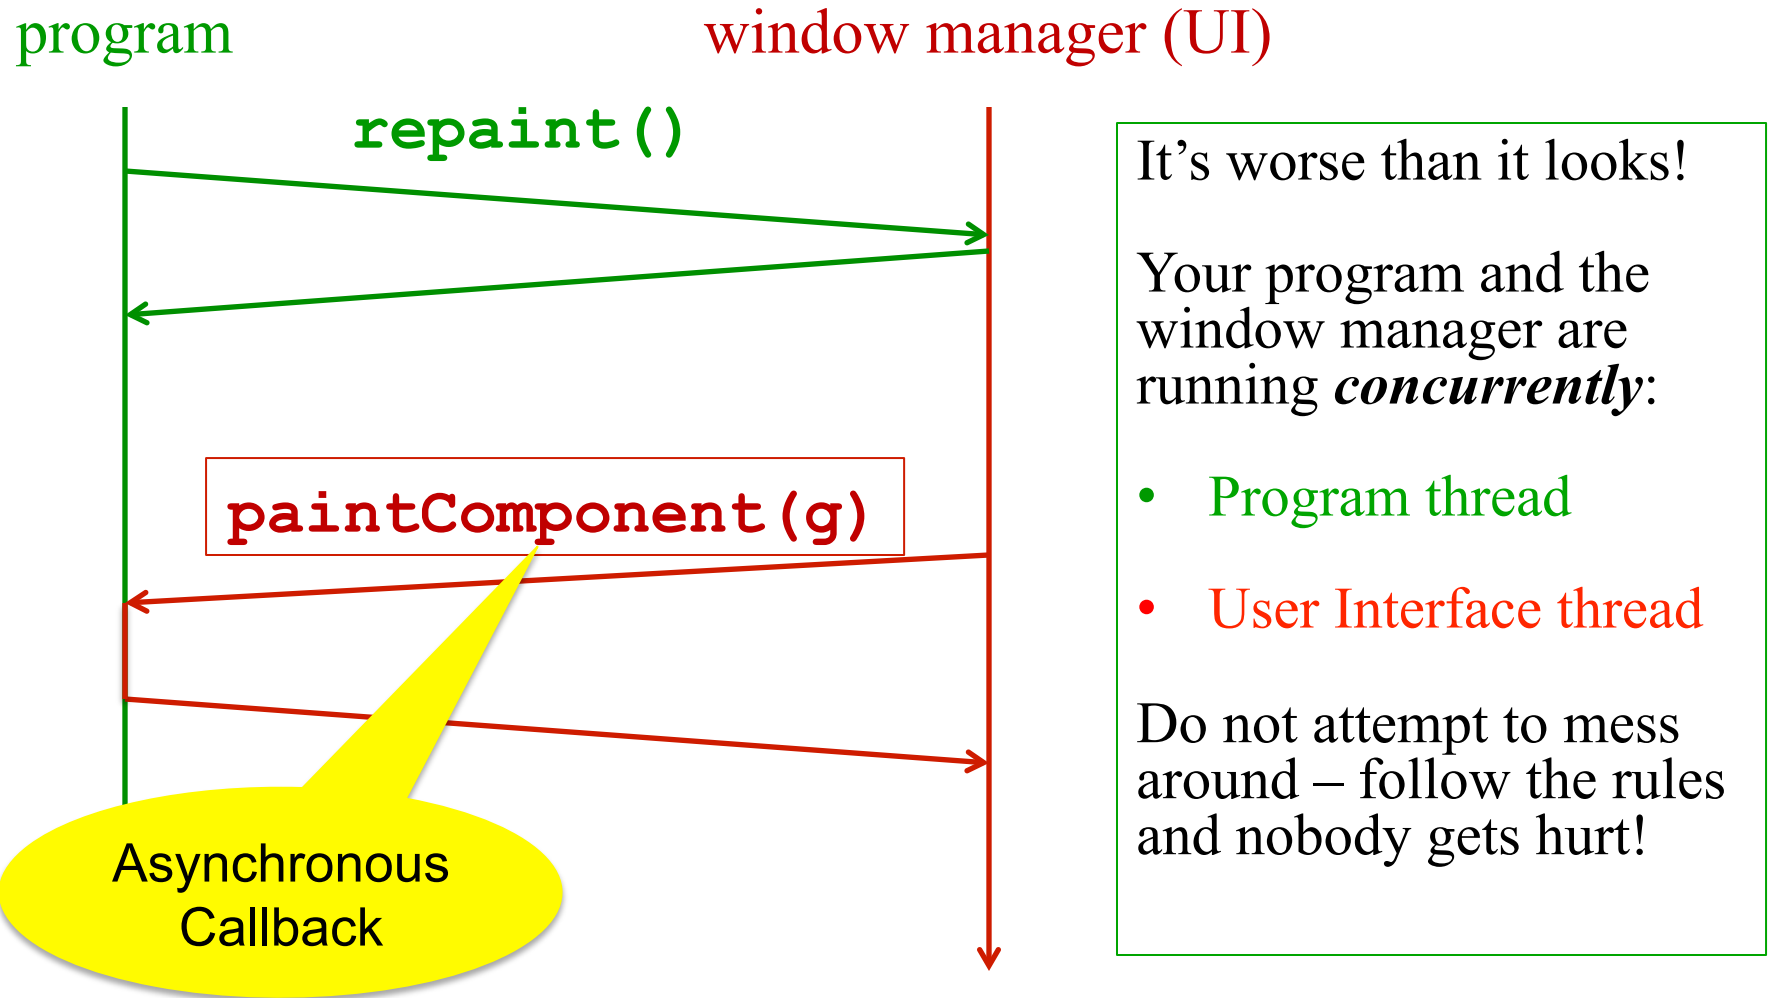 program
window manager (UI)
repaint()
paintComponent(g)
Asynchronous
Callback
It’s worse than it looks!
Your program and the
window manager are
running concurrently:
• Program thread
• User Interface thread
Do not attempt to mess
around – follow the rules
and nobody gets hurt!